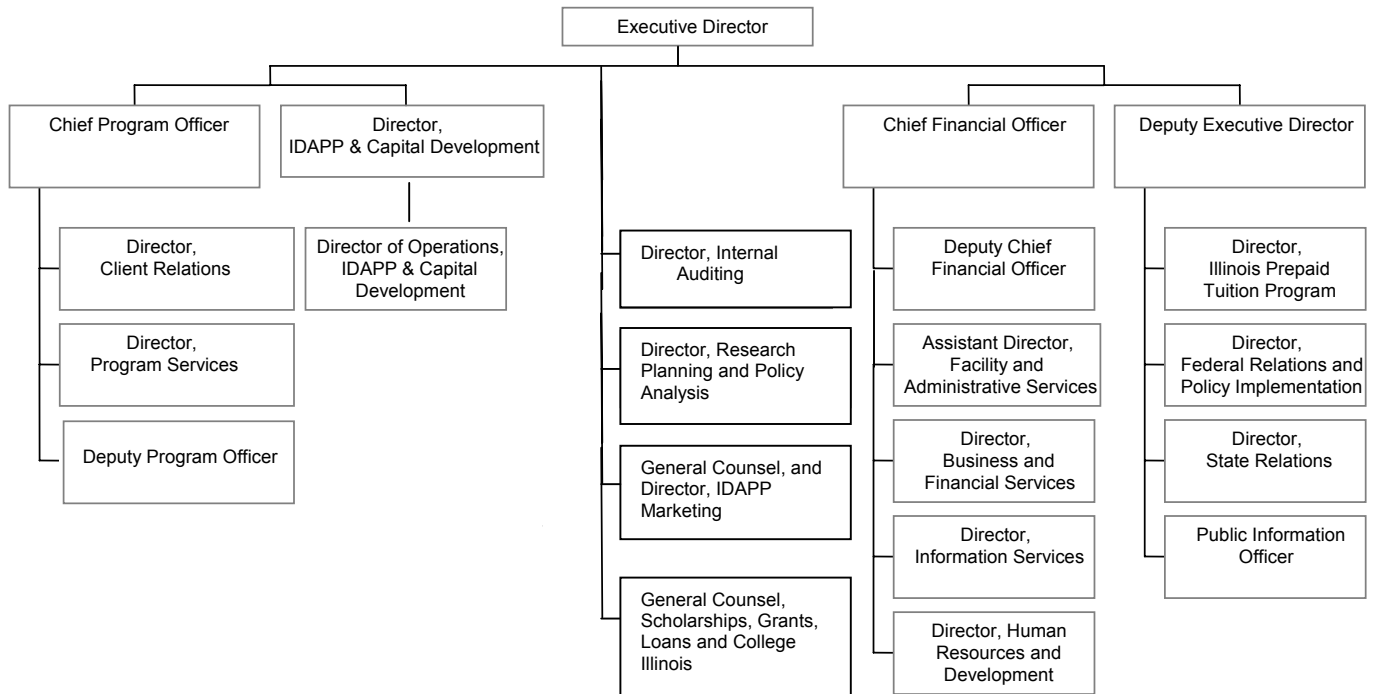 Executive Director
Chief Program Officer
Director,
IDAPP & Capital Development
Chief Financial Officer
Deputy Executive Director
Director,
Client Relations
Director,
Program Services
Deputy Program Officer
Director of Operations,
IDAPP & Capital
Development
Director, Internal
Auditing
Director, Research
Planning and Policy
Analysis
General Counsel, and
Director, IDAPP
Marketing
General Counsel,
Scholarships, Grants,
Loans and College
Illinois
Deputy Chief
Financial Officer
Assistant Director,
Facility and
Administrative Services
Director,
Business and
Financial Services
Director,
Information Services
Director, Human
Resources and
Development
Director,
Illinois Prepaid
Tuition Program
Director,
Federal Relations and
Policy Implementation
Director,
State Relations
Public Information
Officer